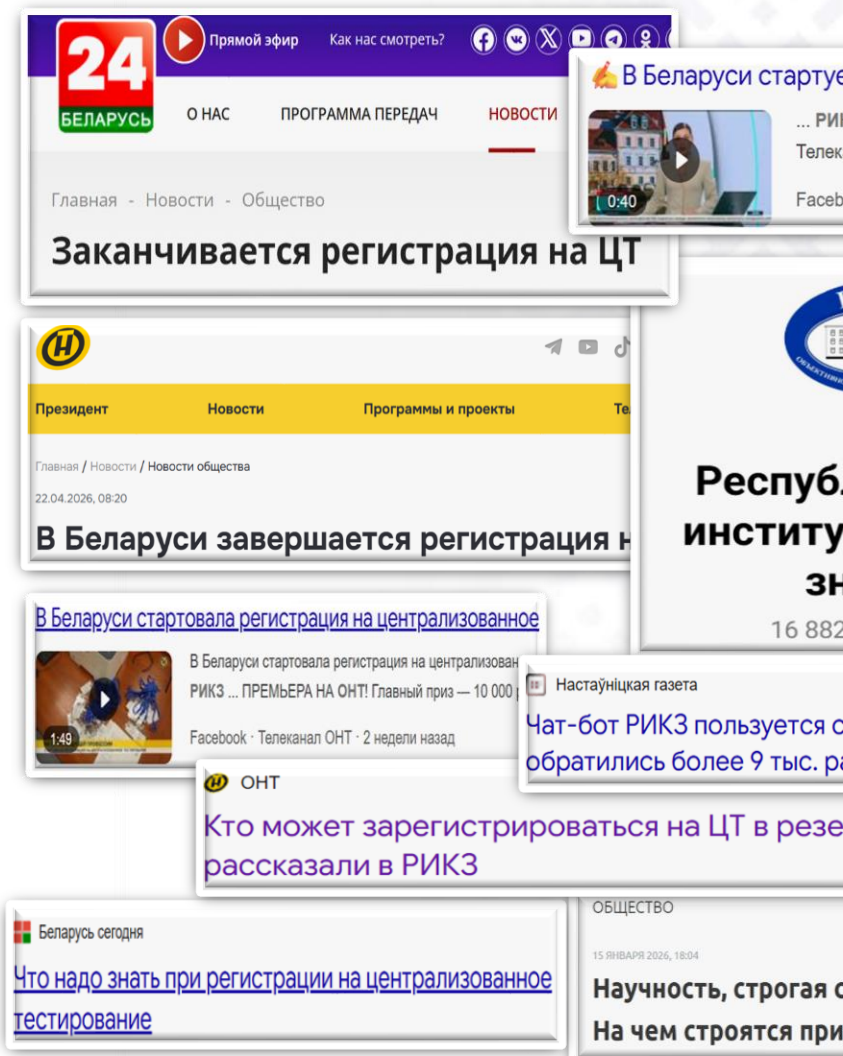 24
БЕЛАРУСЬ
Прямой эфир
Как нас смотреть?
О НАС
ПРОГРАММА ПЕРЕДАЧ
НОВОСТИ
Главная - Новости - Общество
Заканчивается регистрация на ЦТ
В Беларуси стартуе
... РИ
Телек
Faceb
0:40
Президент
Новости
Программы и проекты
Те
Главная / Новости / Новости общества
22.04.2026, 08:20
В Беларуси завершается регистрация н
Респуб
институ
зн
16 882
В Беларуси стартовала регистрация на централизованное
В Беларуси стартовала регистрация на централизован
РИКЗ ... ПРЕМЬЕРА НА ОНТ! Главный приз — 10 000
1:49
Facebook · Телеканал ОНТ · 2 недели назад
Настаўніцкая газета
Чат-бот РИКЗ пользуется с
обратились более 9 тыс. ра
ОНТ
Кто может зарегистрироваться на ЦТ в резе
рассказали в РИКЗ
Беларусь сегодня
Что надо знать при регистрации на централизованное
тестирование
ОБЩЕСТВО
15 ЯНВАРЯ 2026, 18:04
Научность, строгая с
На чем строятся при